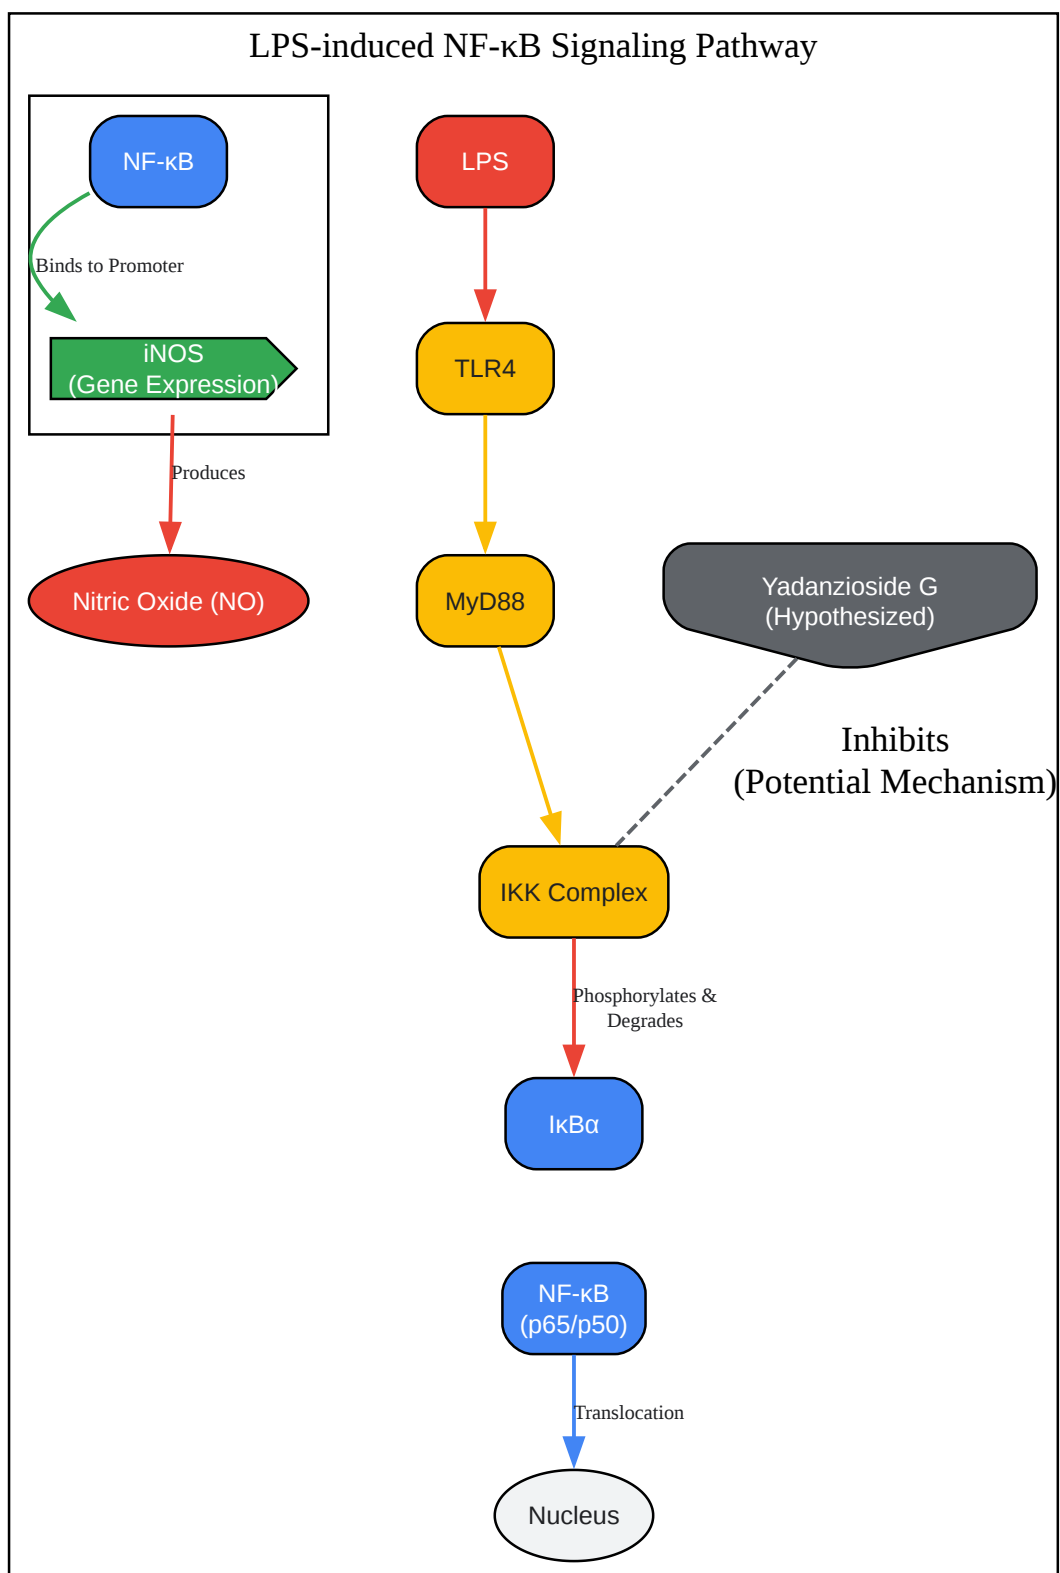 LPS-induced NF-κB Signaling Pathway
NF-κB
LPS
Binds to Promoter
iNOS
(Gene Expression)
TLR4
Produces
Nitric Oxide (NO)
MyD88
Yadanzioside G
(Hypothesized)
Inhibits
(Potential Mechanism)
IKK Complex
Phosphorylates &
Degrades
IκBα
NF-κB
(p65/p50)
Translocation
Nucleus